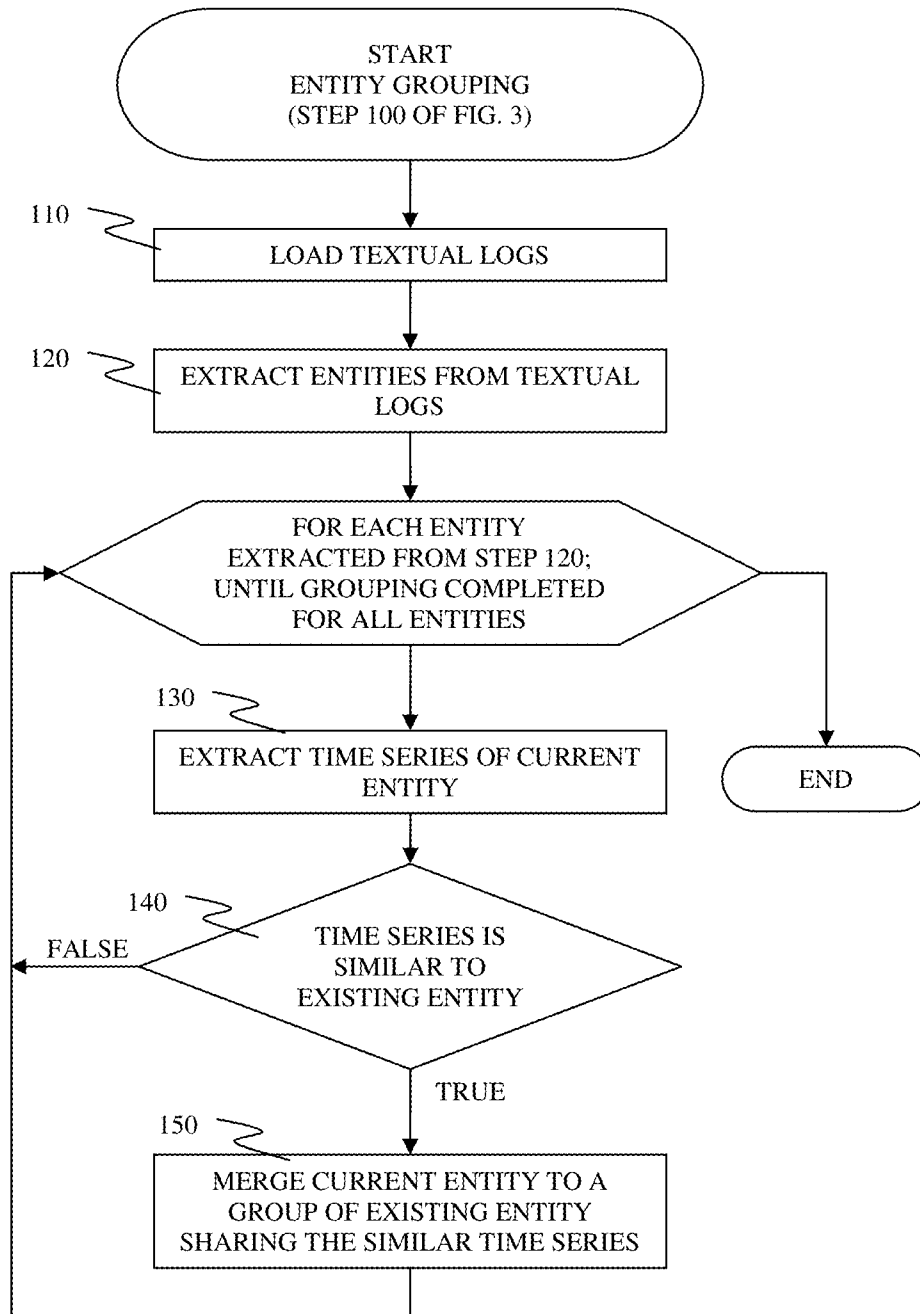 START
ENTITY GROUPING
(STEP 100 OF FIG. 3)
110
LOAD TEXTUAL LOGS
120
EXTRACT ENTITIES FROM TEXTUAL
LOGS
FOR EACH ENTITY
EXTRACTED FROM STEP 120;
UNTIL GROUPING COMPLETED
FOR ALL ENTITIES
130
EXTRACT TIME SERIES OF CURRENT
ENTITY
END
140
TIME SERIES IS
SIMILAR TO
EXISTING ENTITY
FALSE
TRUE
150
MERGE CURRENT ENTITY TO A
GROUP OF EXISTING ENTITY
SHARING THE SIMILAR TIME SERIES